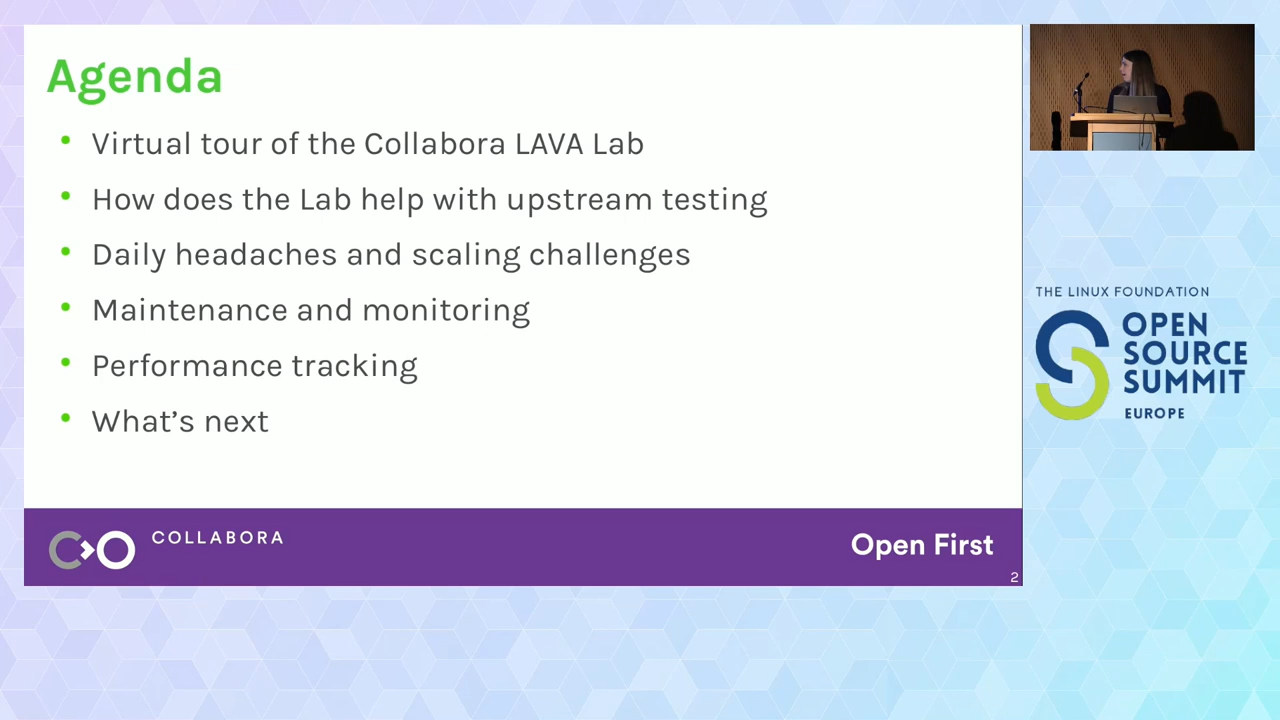 Agenda
• Virtual tour of the Collabora LAVA Lab
• How does the Lab help with upstream testing
• Daily headaches and scaling challenges
• Maintenance and monitoring
• Performance tracking
• What’s next
COLLABORA
Open First
2
THE LINUX FOUNDATION
OPEN
SOURCE
SUMMIT
EUROPE